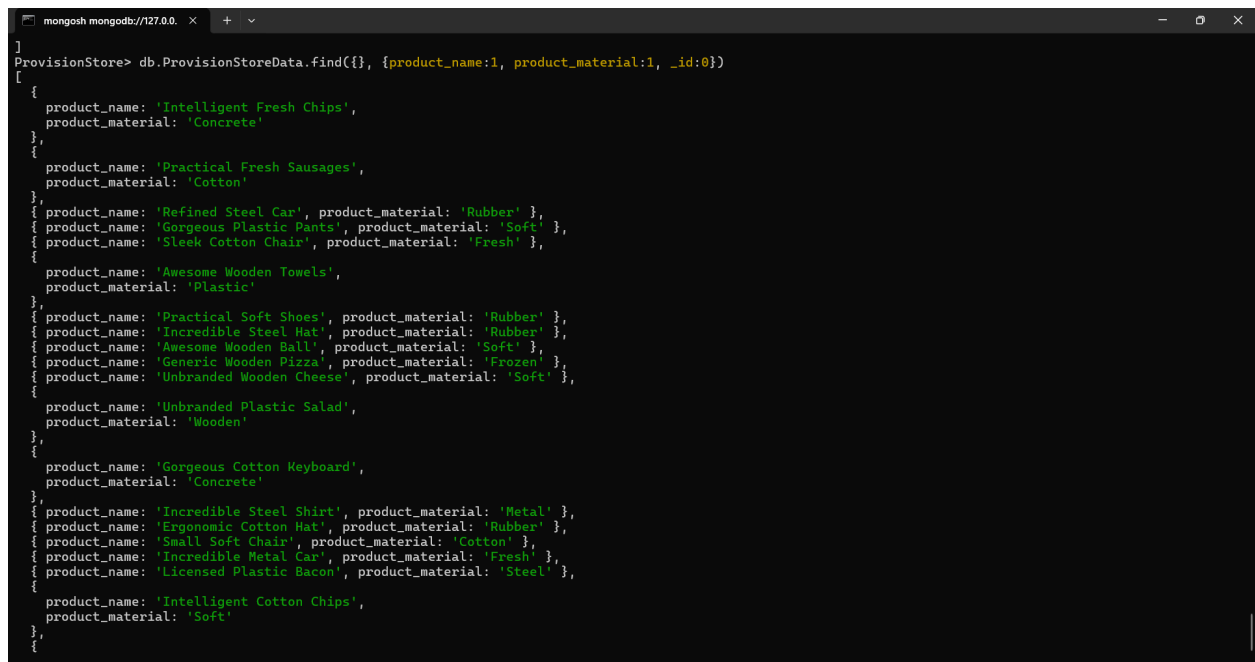 mongosh mongodb://127.0.0.
]
ProvisionStore> db.ProvisionStoreData.find({}, {product_name:1, product_material:1, _id:0})
[
  {
    product_name: 'Intelligent Fresh Chips',
    product_material: 'Concrete'
  },
  {
    product_name: 'Practical Fresh Sausages',
    product_material: 'Cotton'
  },
  { product_name: 'Refined Steel Car', product_material: 'Rubber' },
  { product_name: 'Gorgeous Plastic Pants', product_material: 'Soft' },
  { product_name: 'Sleek Cotton Chair', product_material: 'Fresh' },
  {
    product_name: 'Awesome Wooden Towels',
    product_material: 'Plastic'
  },
  { product_name: 'Practical Soft Shoes', product_material: 'Rubber' },
  { product_name: 'Incredible Steel Hat', product_material: 'Rubber' },
  { product_name: 'Awesome Wooden Ball', product_material: 'Soft' },
  { product_name: 'Generic Wooden Pizza', product_material: 'Frozen' },
  { product_name: 'Unbranded Wooden Cheese', product_material: 'Soft' },
  {
    product_name: 'Unbranded Plastic Salad',
    product_material: 'Wooden'
  },
  {
    product_name: 'Gorgeous Cotton Keyboard',
    product_material: 'Concrete'
  },
  { product_name: 'Incredible Steel Shirt', product_material: 'Metal' },
  { product_name: 'Ergonomic Cotton Hat', product_material: 'Rubber' },
  { product_name: 'Small Soft Chair', product_material: 'Cotton' },
  { product_name: 'Incredible Metal Car', product_material: 'Fresh' },
  { product_name: 'Licensed Plastic Bacon', product_material: 'Steel' },
  {
    product_name: 'Intelligent Cotton Chips',
    product_material: 'Soft'
  },
  {